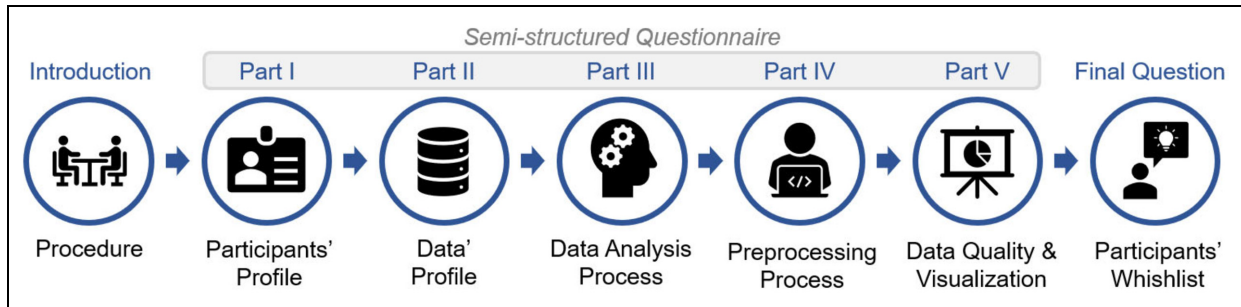 Semi-structured Questionnaire
Introduction
Part I
Part II
Part III
Part IV
Part V
Final Question
</>
Procedure
Participants'
Profile
Data'
Profile
Data Analysis
Process
Preprocessing
Process
Data Quality &
Visualization
Participants'
Whishlist